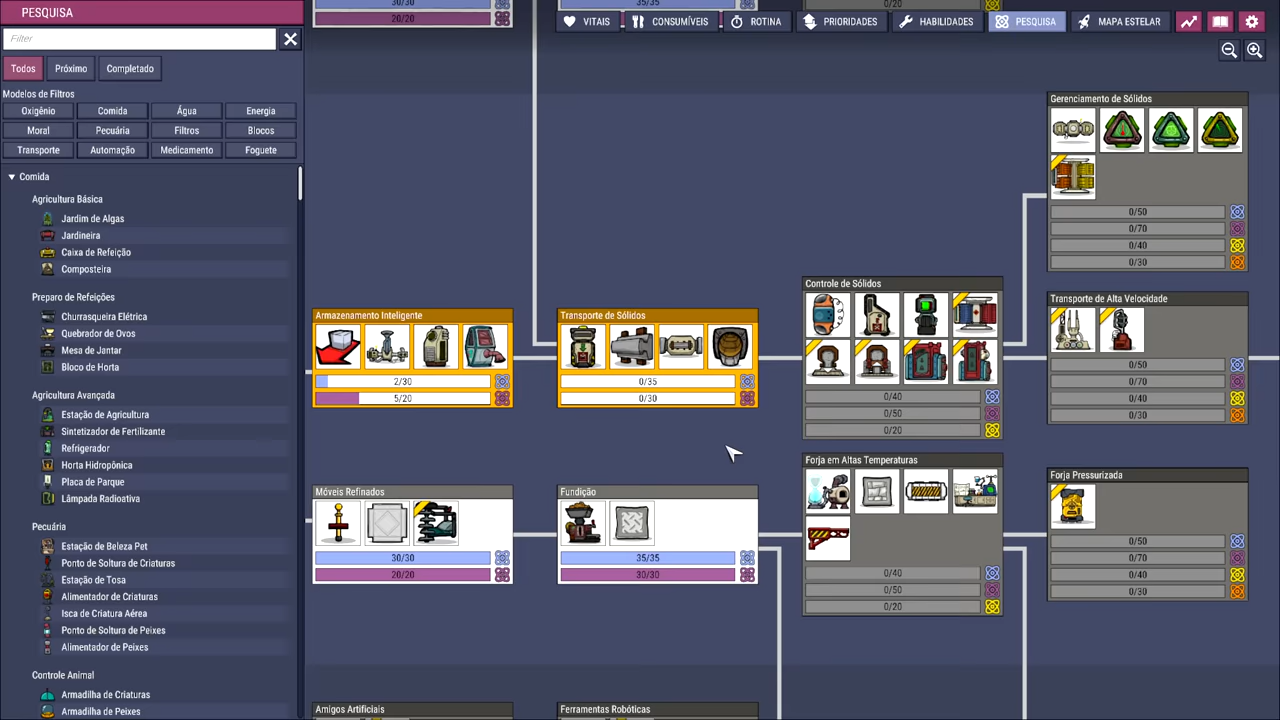 PESQUISA
VITAIS
CONSUMÍVEIS
ROTINA
PRIORIDADES
HABILIDADES
PESQUISA
MAPA ESTELAR
Filter
Todos
Próximo
Completado
Modelos de Filtros
Oxigênio
Comida
Água
Energia
Moral
Pecuária
Filtros
Blocos
Transporte
Automação
Medicamento
Foguete
Comida
Agricultura Básica
Jardim de Algas
Jardineira
Caixa de Refeição
Composteira
Preparo de Refeições
Churrasqueira Elétrica
Quebrador de Ovos
Mesa de Jantar
Bloco de Horta
Agricultura Avançada
Estação de Agricultura
Sintetizador de Fertilizante
Refrigerador
Horta Hidropônica
Placa de Parque
Lâmpada Radioativa
Pecuária
Estação de Beleza Pet
Ponto de Soltura de Criaturas
Estação de Tosa
Alimentador de Criaturas
Isca de Criatura Aérea
Ponto de Soltura de Peixes
Alimentador de Peixes
Controle Animal
Armadilha de Criaturas
Armadilha de Peixes
30/30
20/20
35/35
Armazenamento Inteligente
2/30
5/20
Transporte de Sólidos
0/35
0/30
Controle de Sólidos
0/40
0/50
0/20
Gerenciamento de Sólidos
0/50
0/70
0/40
0/30
Transporte de Alta Velocidade
0/50
0/70
0/40
0/30
Móveis Refinados
30/30
20/20
Fundição
35/35
30/30
Forja em Altas Temperaturas
0/40
0/50
0/20
Forja Pressurizada
0/50
0/70
0/40
0/30
Amigos Artificiais
Ferramentas Robóticas